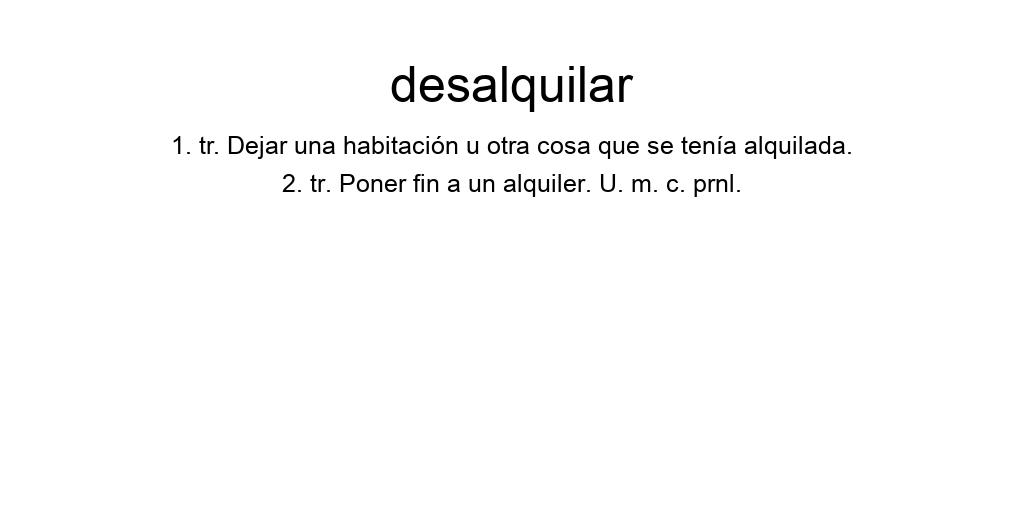 desalquilar
1. tr. Dejar una habitación u otra cosa que se tenía alquilada.
2. tr. Poner fin a un alquiler. U. m. c. prnl.